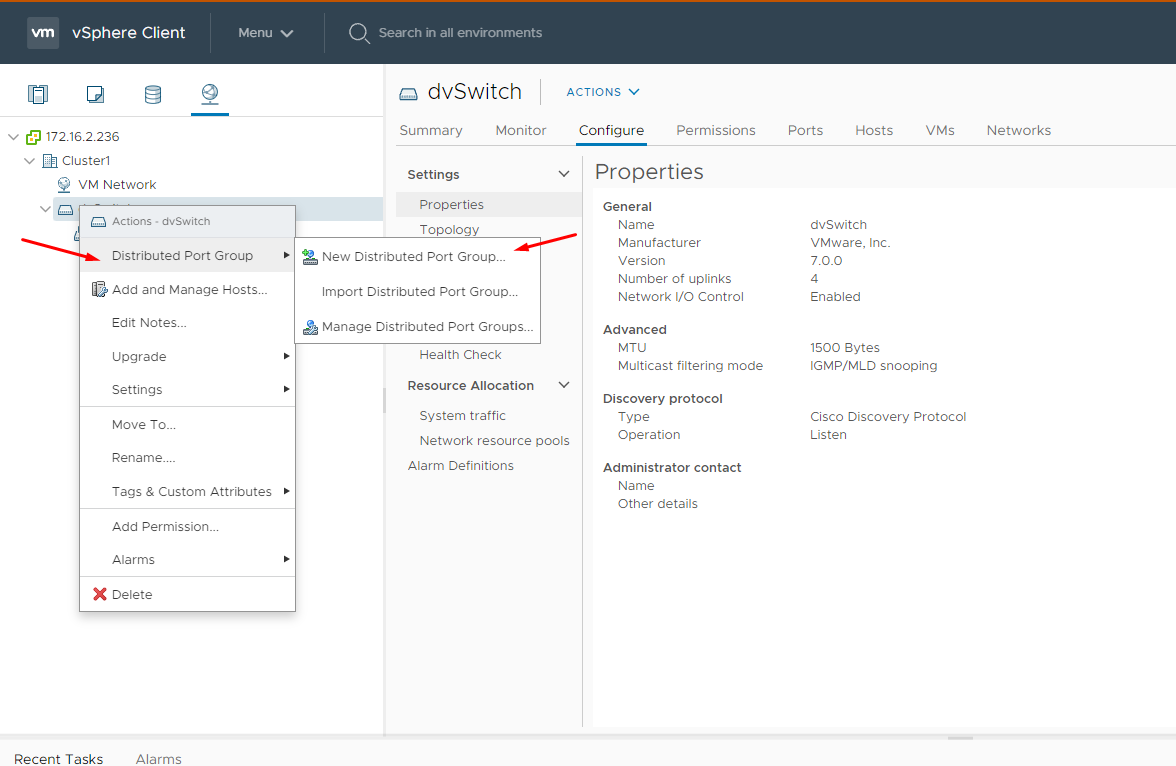 vm vSphere Client Menu Search in all environments
172.16.2.236
Cluster1
VM Network
Actions - dvSwitch
Distributed Port Group
Add and Manage Hosts...
Edit Notes...
Upgrade
Settings
Move To...
Rename....
Tags & Custom Attributes
Add Permission...
Alarms
Delete
New Distributed Port Group...
Import Distributed Port Group...
Manage Distributed Port Groups...
dvSwitch ACTIONS
Summary Monitor Configure Permissions Ports Hosts VMs Networks
Settings
Properties
Topology
Health Check
Resource Allocation
System traffic
Network resource pools
Alarm Definitions
Properties
General
Name dvSwitch
Manufacturer VMware, Inc.
Version 7.0.0
Number of uplinks 4
Network I/O Control Enabled
Advanced
MTU 1500 Bytes
Multicast filtering mode IGMP/MLD snooping
Discovery protocol
Type Cisco Discovery Protocol
Operation Listen
Administrator contact
Name
Other details
Recent Tasks Alarms